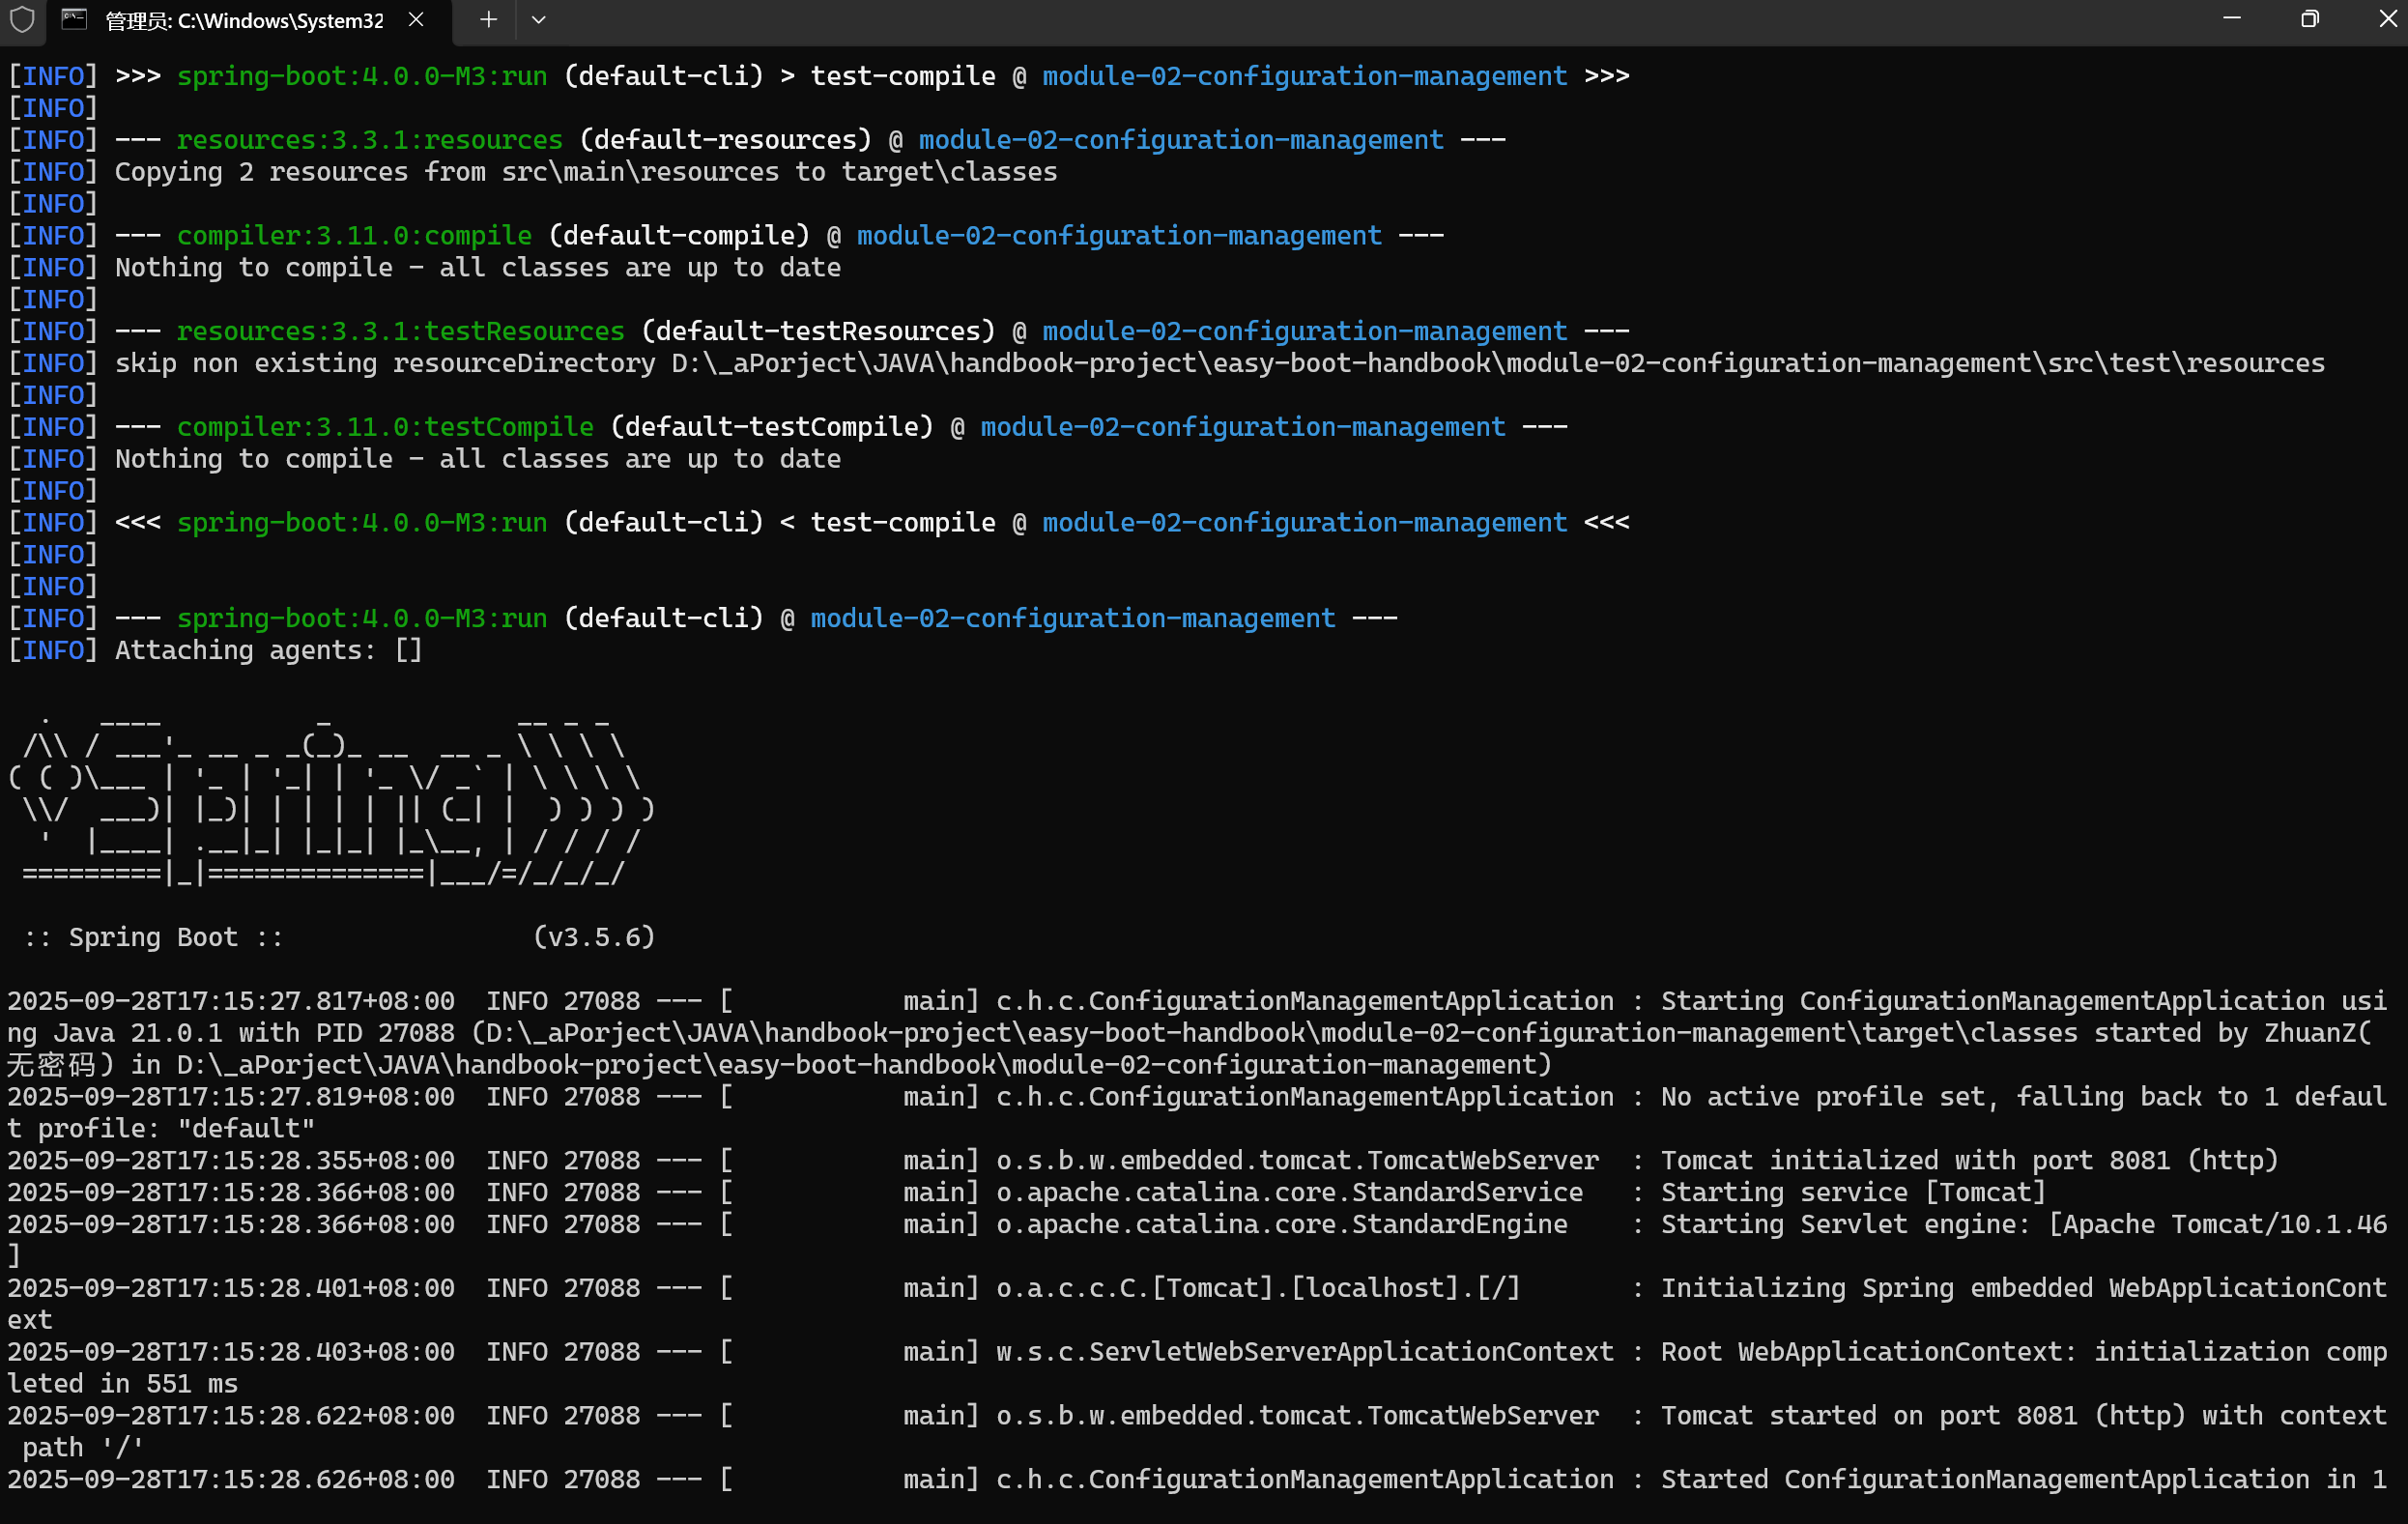 管理员: C:\Windows\System32
[INFO] >>> spring-boot:4.0.0-M3:run (default-cli) > test-compile @ module-02-configuration-management >>>
[INFO]
[INFO] --- resources:3.3.1:resources (default-resources) @ module-02-configuration-management ---
[INFO] Copying 2 resources from src\main\resources to target\classes
[INFO]
[INFO] --- compiler:3.11.0:compile (default-compile) @ module-02-configuration-management ---
[INFO] Nothing to compile - all classes are up to date
[INFO]
[INFO] --- resources:3.3.1:testResources (default-testResources) @ module-02-configuration-management ---
[INFO] skip non existing resourceDirectory D:\_aPorject\JAVA\handbook-project\easy-boot-handbook\module-02-configuration-management\src\test\resources
[INFO]
[INFO] --- compiler:3.11.0:testCompile (default-testCompile) @ module-02-configuration-management ---
[INFO] Nothing to compile - all classes are up to date
[INFO]
[INFO] <<< spring-boot:4.0.0-M3:run (default-cli) < test-compile @ module-02-configuration-management <<<
[INFO]
[INFO]
[INFO] --- spring-boot:4.0.0-M3:run (default-cli) @ module-02-configuration-management ---
[INFO] Attaching agents: []
  .   ____          _            __ _ _
 /\\ / ___'_ __ _ _(_)_ __  __ _ \ \ \ \
( ( )\___ | '_ | '_| | '_ \/ _` | \ \ \ \
 \\/  ___)| |_)| | | | | || (_| |  ) ) ) )
  '  |____| .__|_| |_|_| |_\__, | / / / /
 =========|_|==============|___/=/_/_/_/
 :: Spring Boot ::                (v3.5.6)
2025-09-28T17:15:27.817+08:00  INFO 27088 --- [           main] c.h.c.ConfigurationManagementApplication : Starting ConfigurationManagementApplication usi
ng Java 21.0.1 with PID 27088 (D:\_aPorject\JAVA\handbook-project\easy-boot-handbook\module-02-configuration-management\target\classes started by ZhuanZ(
无密码) in D:\_aPorject\JAVA\handbook-project\easy-boot-handbook\module-02-configuration-management)
2025-09-28T17:15:27.819+08:00  INFO 27088 --- [           main] c.h.c.ConfigurationManagementApplication : No active profile set, falling back to 1 defaul
t profile: "default"
2025-09-28T17:15:28.355+08:00  INFO 27088 --- [           main] o.s.b.w.embedded.tomcat.TomcatWebServer  : Tomcat initialized with port 8081 (http)
2025-09-28T17:15:28.366+08:00  INFO 27088 --- [           main] o.apache.catalina.core.StandardService   : Starting service [Tomcat]
2025-09-28T17:15:28.366+08:00  INFO 27088 --- [           main] o.apache.catalina.core.StandardEngine    : Starting Servlet engine: [Apache Tomcat/10.1.46
]
2025-09-28T17:15:28.401+08:00  INFO 27088 --- [           main] o.a.c.c.C.[Tomcat].[localhost].[/]       : Initializing Spring embedded WebApplicationCont
ext
2025-09-28T17:15:28.403+08:00  INFO 27088 --- [           main] w.s.c.ServletWebServerApplicationContext : Root WebApplicationContext: initialization comp
leted in 551 ms
2025-09-28T17:15:28.622+08:00  INFO 27088 --- [           main] o.s.b.w.embedded.tomcat.TomcatWebServer  : Tomcat started on port 8081 (http) with context
 path '/'
2025-09-28T17:15:28.626+08:00  INFO 27088 --- [           main] c.h.c.ConfigurationManagementApplication : Started ConfigurationManagementApplication in 1